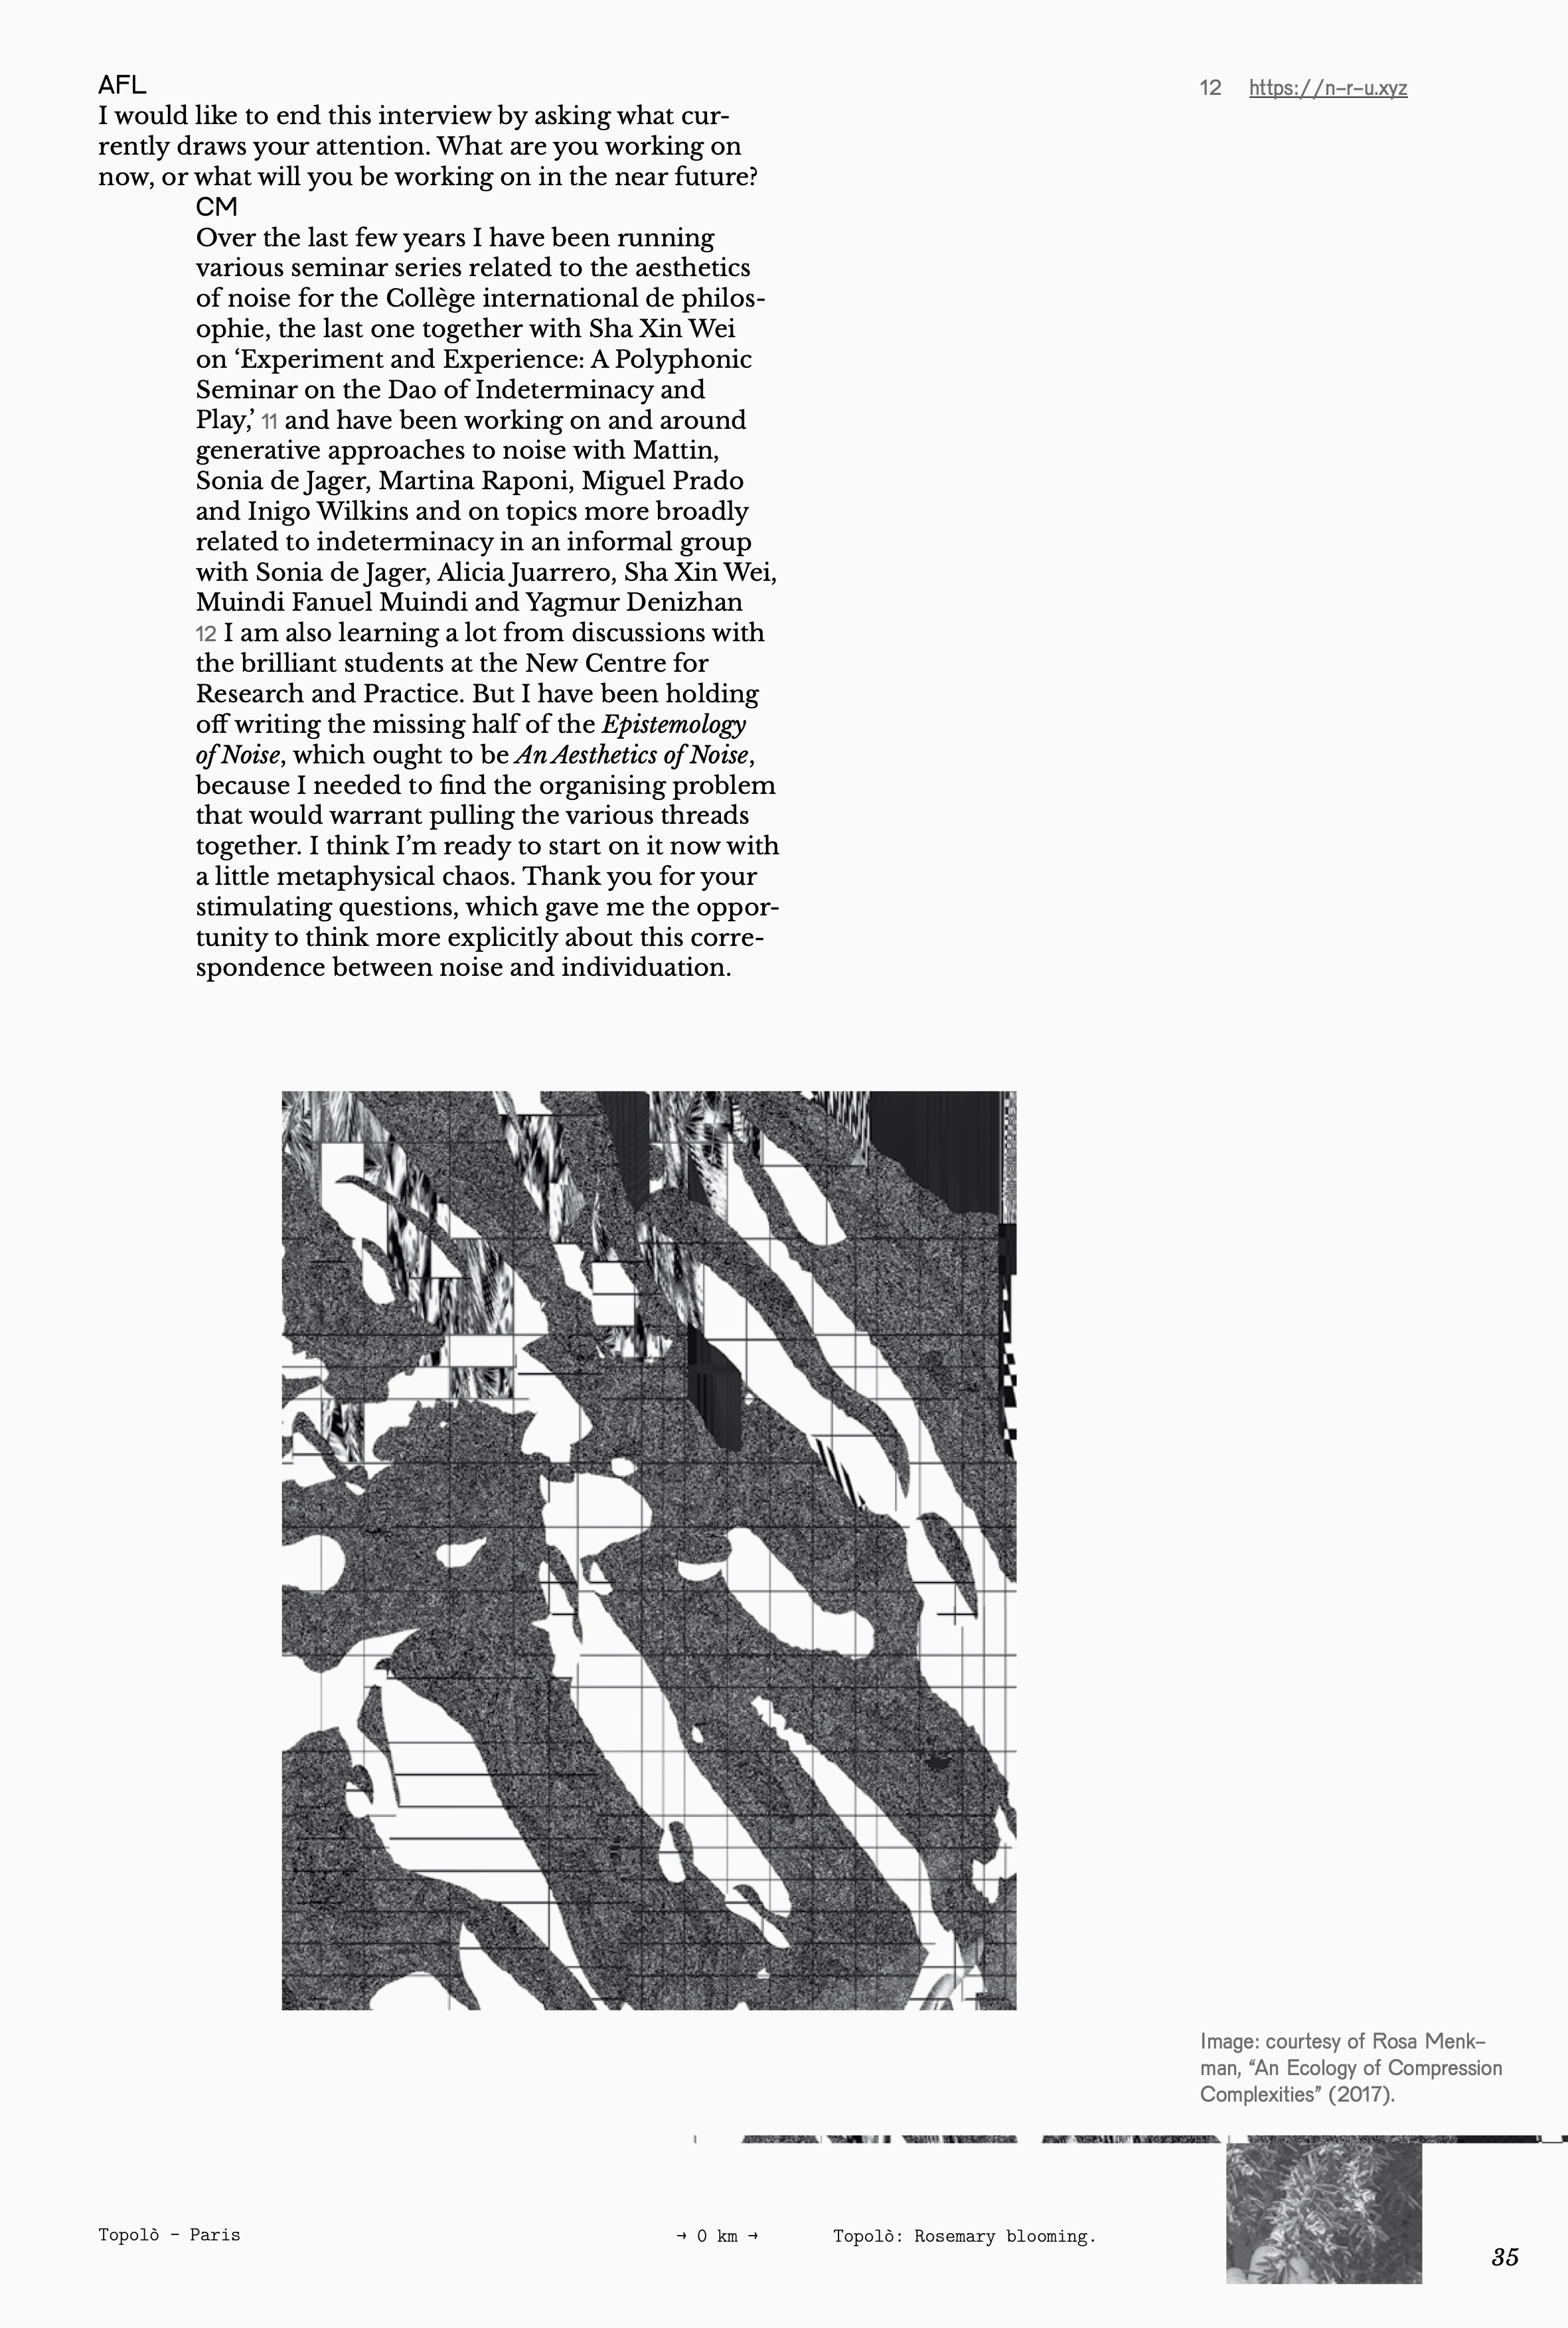 AFL
I would like to end this interview by asking what cur-
rently draws your attention. What are you working on
now, or what will you be working on in the near future?
CM
Over the last few years I have been running
various seminar series related to the aesthetics
of noise for the Collège international de philos-
ophie, the last one together with Sha Xin Wei
on ‘Experiment and Experience: A Polyphonic
Seminar on the Dao of Indeterminacy and
Play,’ 11 and have been working on and around
generative approaches to noise with Mattin,
Sonia de Jager, Martina Raponi, Miguel Prado
and Inigo Wilkins and on topics more broadly
related to indeterminacy in an informal group
with Sonia de Jager, Alicia Juarrero, Sha Xin Wei,
Muindi Fanuel Muindi and Yagmur Denizhan
12 I am also learning a lot from discussions with
the brilliant students at the New Centre for
Research and Practice. But I have been holding
off writing the missing half of the Epistemology
of Noise, which ought to be An Aesthetics of Noise,
because I needed to find the organising problem
that would warrant pulling the various threads
together. I think I’m ready to start on it now with
a little metaphysical chaos. Thank you for your
stimulating questions, which gave me the oppor-
tunity to think more explicitly about this corre-
spondence between noise and individuation.
12 https://n-r-u.xyz
Image: courtesy of Rosa Menk-
man, “An Ecology of Compression
Complexities” (2017).
Topolò – Paris
→ 0 km →
Topolò: Rosemary blooming.
35